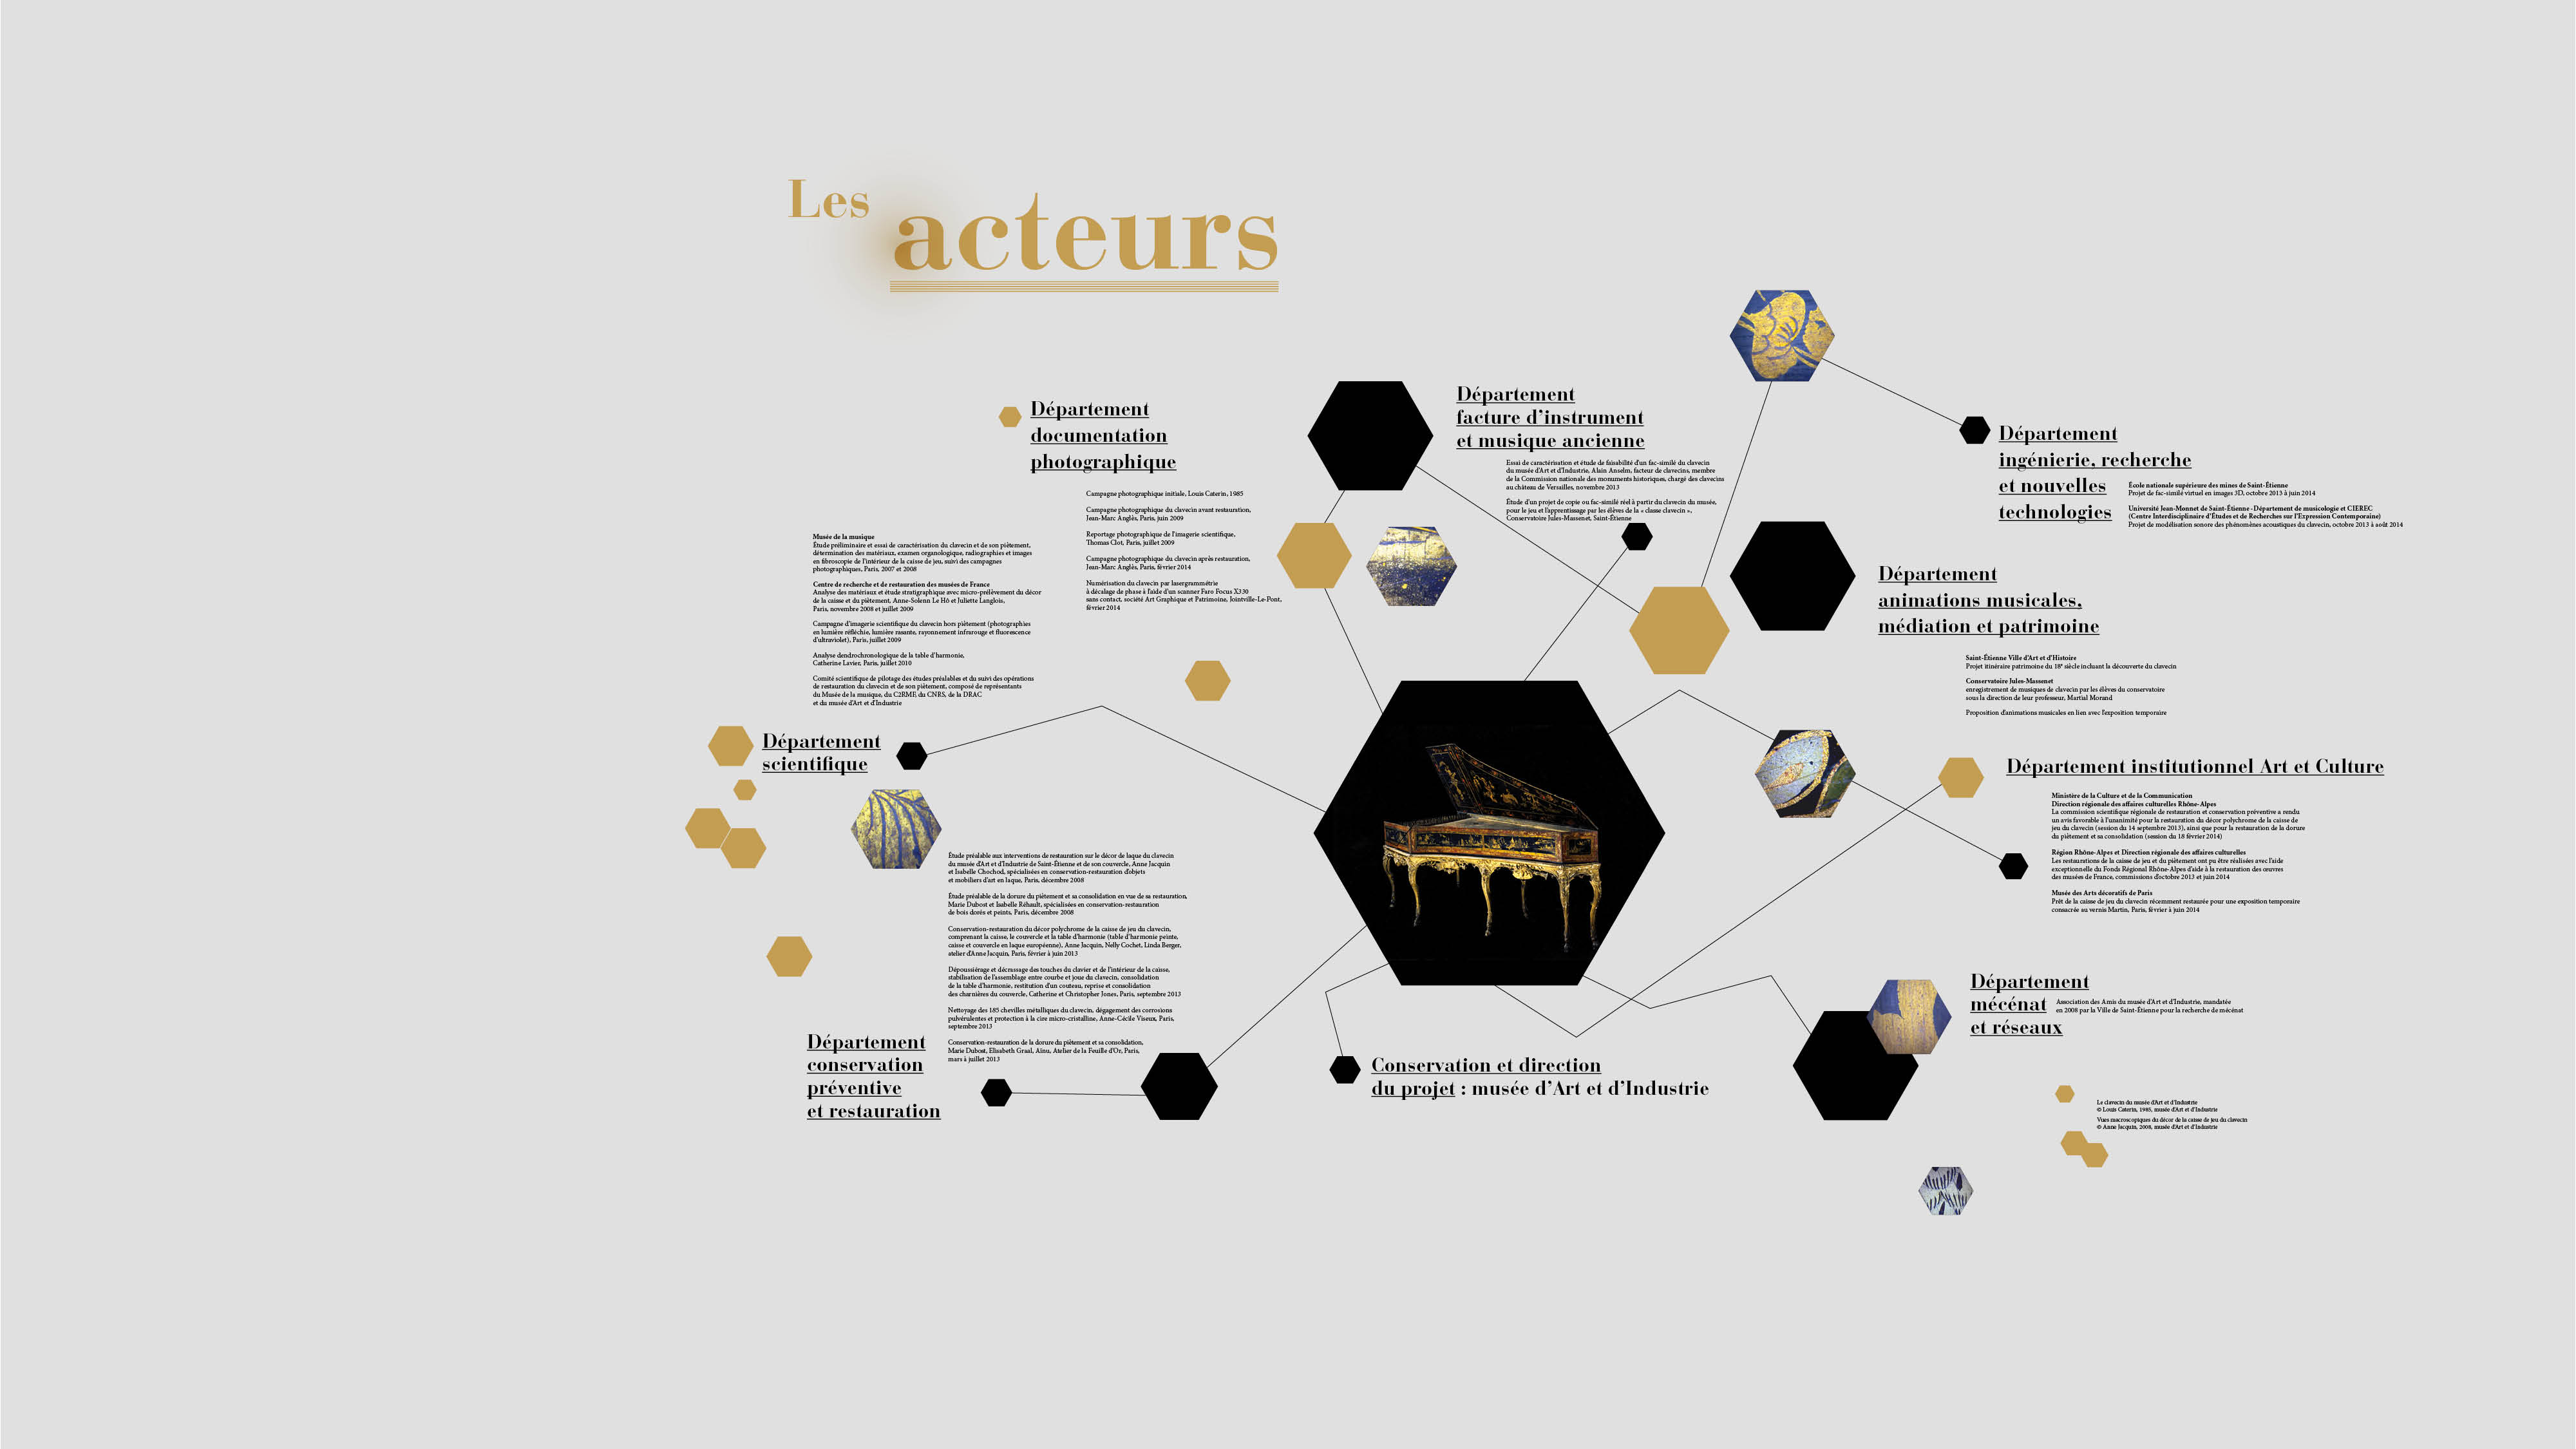 Les
acteurs
Département
documentation
photographique
Campagne photographique initiale, Louis Caterin, 1985
Campagne photographique du clavecin avant restauration,
Jean-Marc Anglès, Paris, juin 2009
Reportage photographique de l'imagerie scientifique,
Thomas Clot, Paris, juillet 2009
Campagne photographique du clavecin après restauration,
Jean-Marc Anglès, Paris, février 2014
Numérisation du clavecin par lasergrammétrie
à décalage de phase à l'aide d'un scanner Faro Focus X330
sans contact, société Art Graphique et Patrimoine, Jointville-Le-Pont,
février 2014
Département
facture d'instrument
et musique ancienne
Essai de caractérisation et étude de faisabilité d'un fac-similé du clavecin
du musée d'Art et d'Industrie, Alain Anselm, facteur de clavecins, membre
de la Commission nationale des monuments historiques, chargé des clavecins
au château de Versailles, novembre 2013
Étude d'un projet de copie ou fac-similé réel à partir du clavecin du musée,
pour le jeu et l'apprentissage par les élèves de la « classe clavecin »,
Conservatoire Jules-Massenet, Saint-Étienne
Département
ingénierie, recherche
et nouvelles
technologies
École nationale supérieure des mines de Saint-Étienne
Projet de fac-similé virtuel en images 3D, octobre 2013 à juin 2014
Université Jean-Monnet de Saint-Étienne - Département de musicologie et CIEREC
(Centre Interdisciplinaire d'Études et de Recherches sur l'Expression Contemporaine)
Projet de modélisation sonore des phénomènes acoustiques du clavecin, octobre 2013 à août 2014
Musée de la musique
Étude préliminaire et essai de caractérisation du clavecin et de son piètement,
détermination des matériaux, examen organologique, radiographies et images
en fibroscopie de l'intérieur de la caisse de jeu, suivi des campagnes
photographiques, Paris, 2007 et 2008
Centre de recherche et de restauration des musées de France
Analyse des matériaux et étude stratigraphique avec micro-prélèvement du décor
de la caisse et du piètement, Anne-Solenn Le Hô et Juliette Langlois,
Paris, novembre 2008 et juillet 2009
Campagne d'imagerie scientifique du clavecin hors piètement (photographies
en lumière réfléchie, lumière rasante, rayonnement infrarouge et fluorescence
d'ultraviolet), Paris, juillet 2009
Analyse dendrochronologique de la table d'harmonie,
Catherine Lavier, Paris, juillet 2010
Comité scientifique de pilotage des études préalables et du suivi des opérations
de restauration du clavecin et de son piètement, composé de représentants
du Musée de la musique, du C2RMF, du CNRS, de la DRAC
et du musée d'Art et d'Industrie
Département
scientifique
Département
animations musicales,
médiation et patrimoine
Saint-Étienne Ville d'Art et d'Histoire
Projet itinéraire patrimoine du 18e siècle incluant la découverte du clavecin
Conservatoire Jules-Massenet
enregistrement de musiques de clavecin par les élèves du conservatoire
sous la direction de leur professeur, Martial Morand
Proposition d'animations musicales en lien avec l'exposition temporaire
Département institutionnel Art et Culture
Ministère de la Culture et de la Communication
Direction régionale des affaires culturelles Rhône-Alpes
La commission scientifique régionale de restauration et conservation préventive a rendu
un avis favorable à l'unanimité pour la restauration du décor polychrome de la caisse de
jeu du clavecin (session du 14 septembre 2013), ainsi que pour la restauration de la dorure
du piètement et sa consolidation (session du 18 février 2014)
Région Rhône-Alpes et Direction régionale des affaires culturelles
Les restaurations de la caisse de jeu et du piètement ont pu être réalisées avec l'aide
exceptionnelle du Fonds Régional Rhône-Alpes d'aide à la restauration des œuvres
des musées de France, commissions d'octobre 2013 et juin 2014
Musée des Arts décoratifs de Paris
Prêt de la caisse de jeu du clavecin récemment restaurée pour une exposition temporaire
consacrée au vernis Martin, Paris, février à juin 2014
Étude préalable aux interventions de restauration sur le décor de laque du clavecin
du musée d'Art et d'Industrie de Saint-Étienne et de son couvercle, Anne Jacquin
et Isabelle Chochod, spécialisées en conservation-restauration d'objets
et mobiliers d'art en laque, Paris, décembre 2008
Étude préalable de la dorure du piètement et sa consolidation en vue de sa restauration,
Marie Dubost et Isabelle Réhault, spécialisées en conservation-restauration
de bois dorés et peints, Paris, décembre 2008
Conservation-restauration du décor polychrome de la caisse de jeu du clavecin,
comprenant la caisse, le couvercle et la table d'harmonie (table d'harmonie peinte,
caisse et couvercle en laque européenne), Anne Jacquin, Nelly Cochet, Linda Berger,
atelier d'Anne Jacquin, Paris, février à juin 2013
Dépoussiérage et décrassage des touches du clavier et de l'intérieur de la caisse,
stabilisation de l'assemblage entre courbe et joue du clavecin, consolidation
de la table d'harmonie, restitution d'un couteau, reprise et consolidation
des charnières du couvercle, Catherine et Christopher Jones, Paris, septembre 2013
Nettoyage des 185 chevilles métalliques du clavecin, dégagement des corrosions
pulvérulentes et protection à la cire micro-cristalline, Anne-Cécile Viseux, Paris,
septembre 2013
Conservation-restauration de la dorure du piètement et sa consolidation,
Marie Dubost, Elisabeth Graal, Aïnu, Atelier de la Feuille d'Or, Paris,
mars à juillet 2013
Département
conservation
préventive
et restauration
Conservation et direction
du projet : musée d'Art et d'Industrie
Département
mécénat
et réseaux
Association des Amis du musée d'Art et d'Industrie, mandatée
en 2008 par la Ville de Saint-Étienne pour la recherche de mécénat
Le clavecin du musée d'Art et d'Industrie
© Louis Caterin, 1985, musée d'Art et d'Industrie
Vues macroscopiques du décor de la caisse de jeu du clavecin
© Anne Jacquin, 2008, musée d'Art et d'Industrie